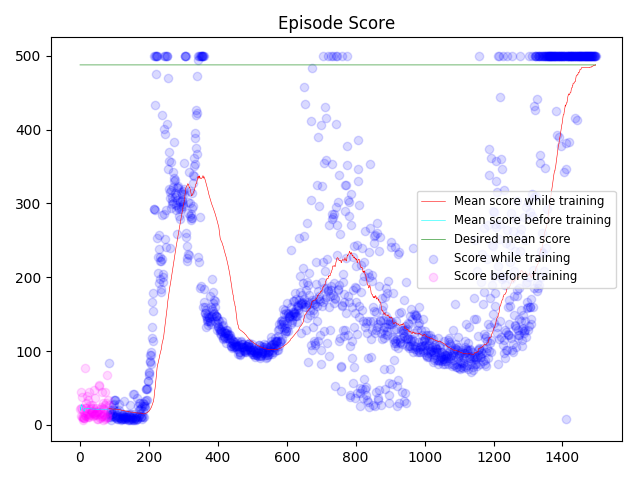 Episode Score
500
400
300
200
100
0
Mean score while training
Mean score before training
Desired mean score
Score while training
Score before training
0 200 400 600 800 1000 1200 1400